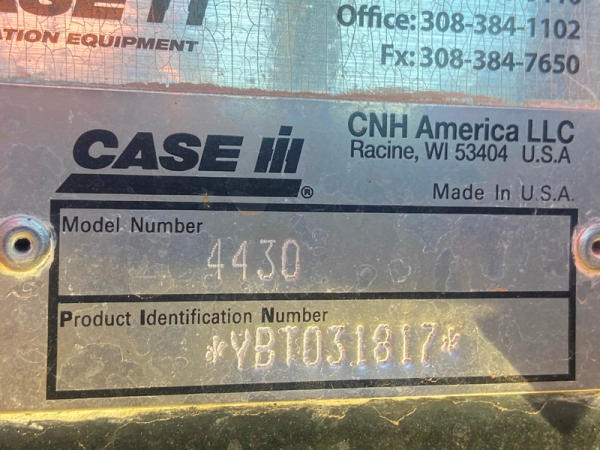 Office: 308-384-1102
ATION EQUIPMENT
Fx: 308-384-7650
CASE IH®
CNH America LLC
Racine, WI 53404 U.S.A
Made In U.S.A.
Model Number
4430
Product Identification Number
*YBT031817*